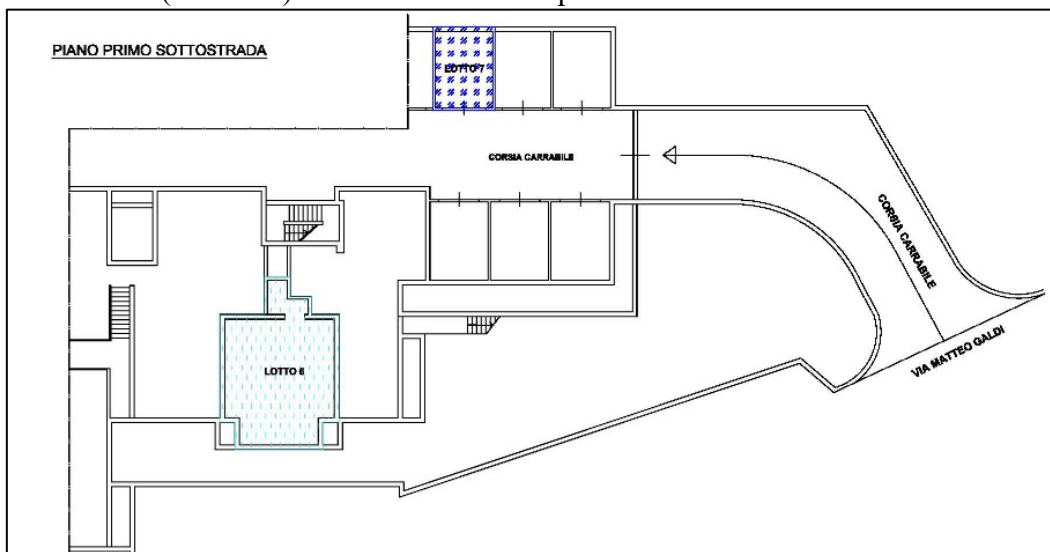 PIANO PRIMO SOTTOSTRADA
LOTTO 7
CORSIA CARRABILE
CORSIA CARRABILE
LOTTO 6
VIA MATTEO GALDI